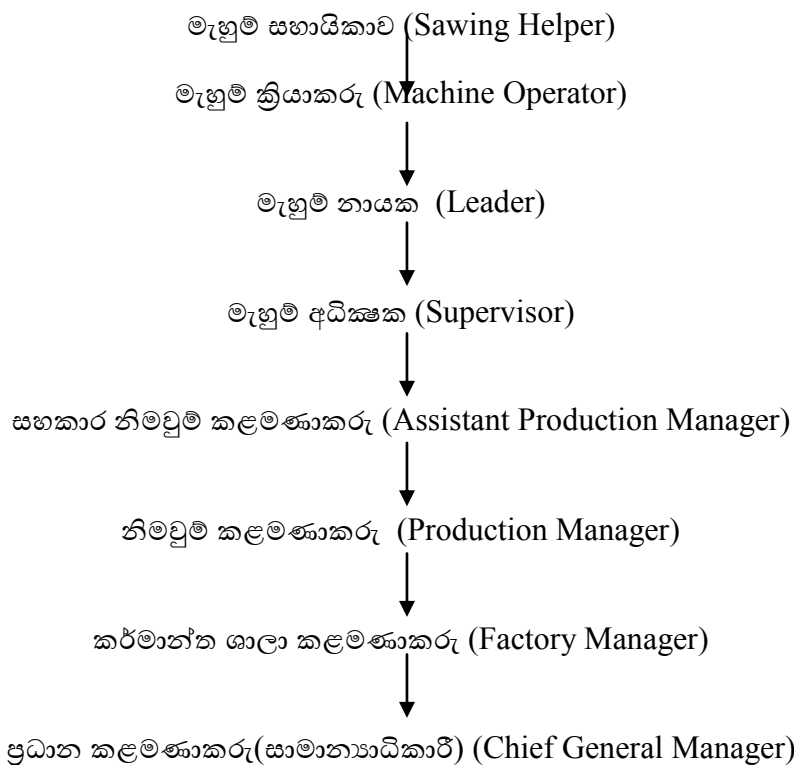 මැහුම් සහායිකාව (Sawing Helper)
මැහුම් ක්‍රියාකරු (Machine Operator)
මැහුම් නායක (Leader)
මැහුම් අධික්‍ෂක (Supervisor)
සහකාර නිමවුම් කළමණාකරු (Assistant Production Manager)
නිමවුම් කළමණාකරු (Production Manager)
කර්මාන්ත ශාලා කළමණාකරු (Factory Manager)
ප්‍රධාන කළමණාකරු(සාමාන්‍යාධිකාරී) (Chief General Manager)